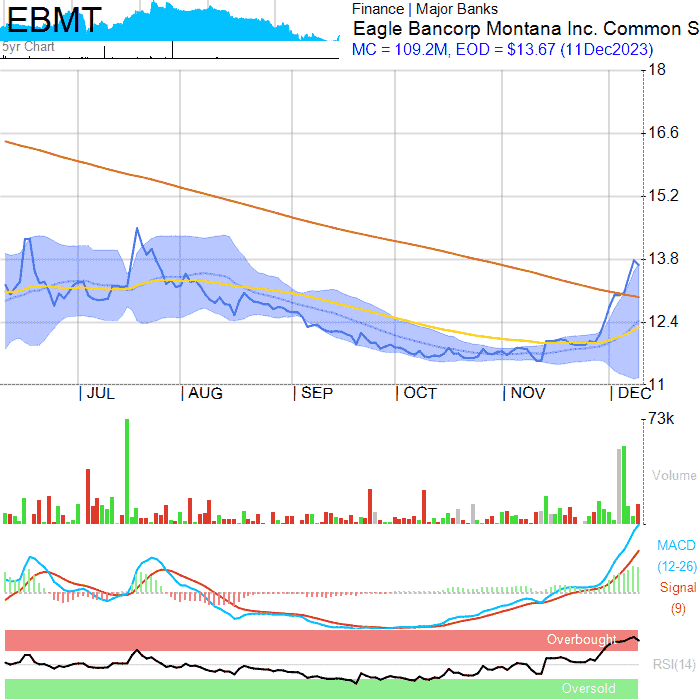 EBMT
5yr Chart
Finance | Major Banks
Eagle Bancorp Montana Inc. Common S
MC = 109.2M, EOD = $13.67 (11Dec2023)
18
16.6
15.2
13.8
12.4
11
JUL
AUG
SEP
OCT
NOV
DEC
73k
Volume
MACD
(12-26)
Signal
(9)
Overbought
RSI(14)
Oversold